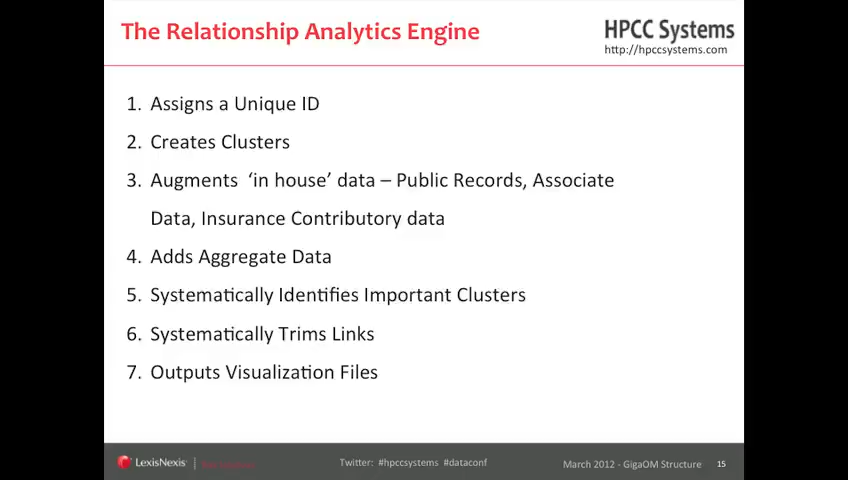 The Relationship Analytics Engine
HPCC Systems
http://hpccsystems.com
1. Assigns a Unique ID
2. Creates Clusters
3. Augments ‘in house’ data – Public Records, Associate
Data, Insurance Contributory data
4. Adds Aggregate Data
5. Systematically Identifies Important Clusters
6. Systematically Trims Links
7. Outputs Visualization Files
LexisNexis
Twitter: #hpccsystems #dataconf
March 2012 - GigaOM Structure
15